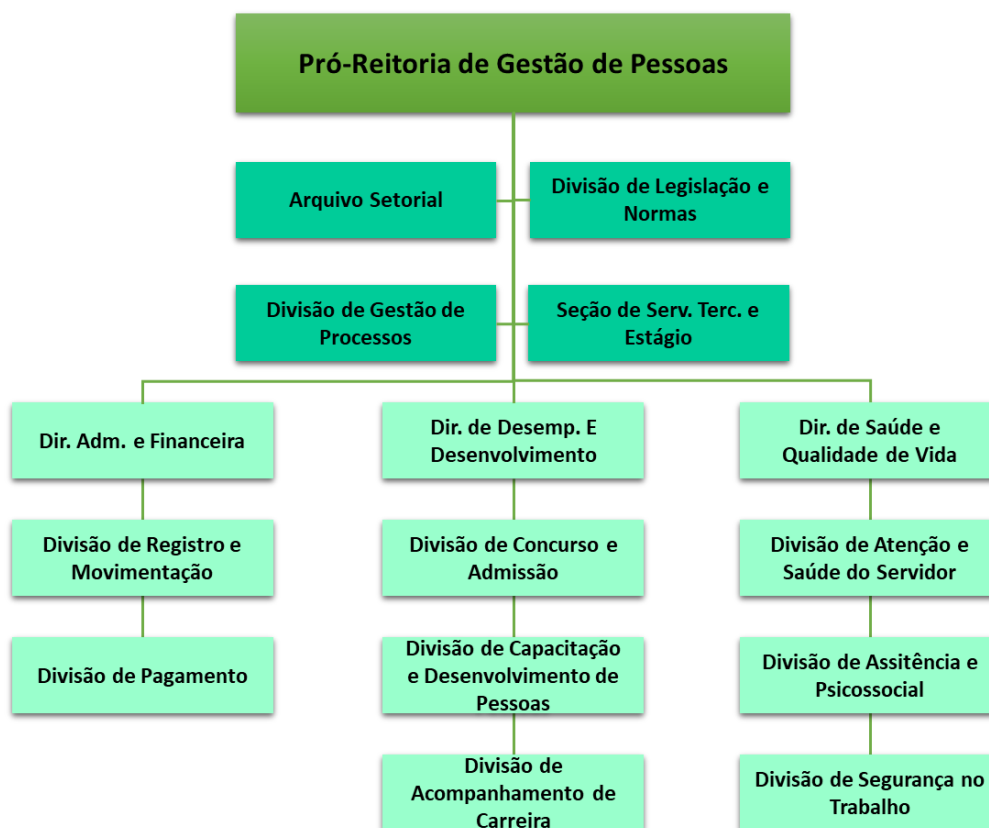 Pró-Reitoria de Gestão de Pessoas
Arquivo Setorial
Divisão de Legislação e
Normas
Divisão de Gestão de
Processos
Seção de Serv. Terc. e
Estágio
Dir. Adm. e Financeira
Dir. de Desemp. E
Desenvolvimento
Dir. de Saúde e
Qualidade de Vida
Divisão de Registro e
Movimentação
Divisão de Concurso e
Admissão
Divisão de Atenção e
Saúde do Servidor
Divisão de Pagamento
Divisão de Capacitação
e Desenvolvimento de
Pessoas
Divisão de Assitência e
Psicossocial
Divisão de
Acompanhamento de
Carreira
Divisão de Segurança no
Trabalho